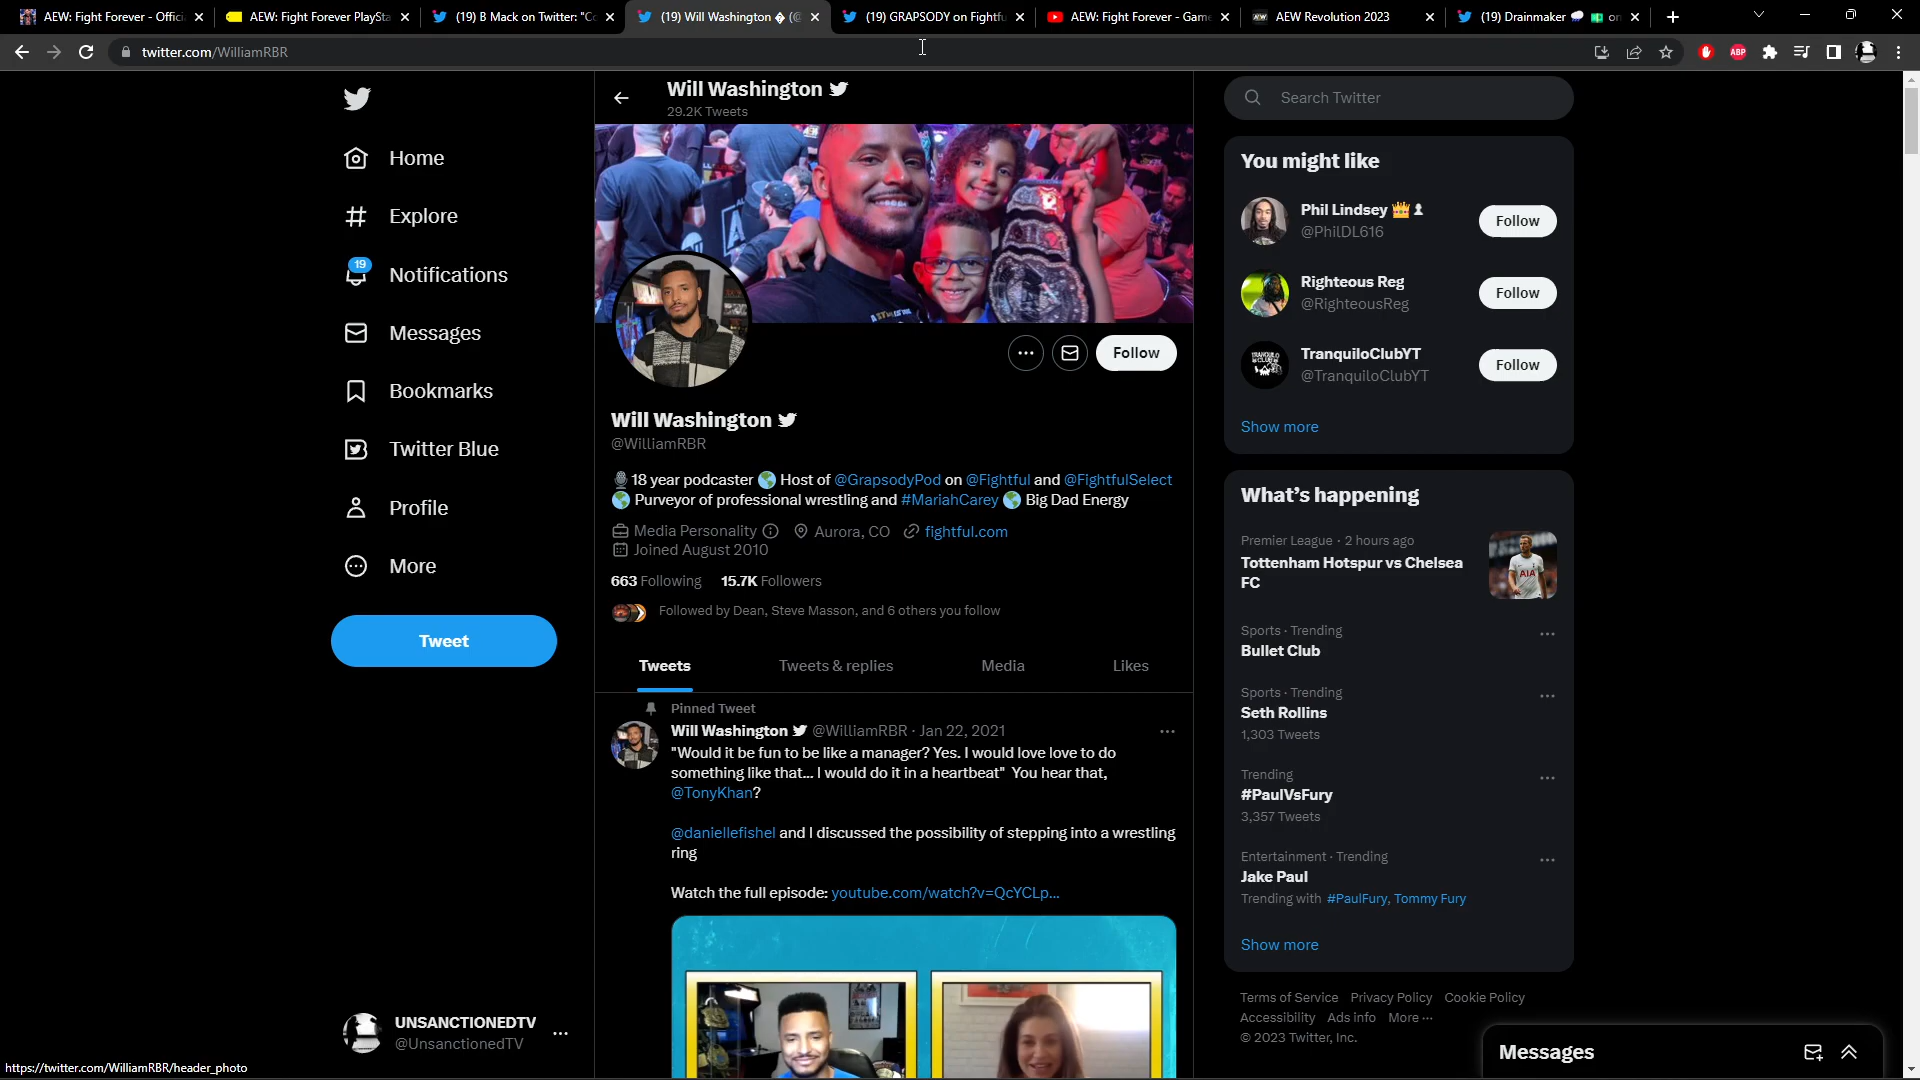 AEW: Fight Forever - Offici
AEW: Fight Forever PlaySta
(19) B Mack on Twitter: "Co
(19) Will Washington � (@
(19) GRAPSODY on Fightfu
AEW: Fight Forever - Game
AEW Revolution 2023
(19) Drainmaker on
twitter.com/WilliamRBR
ABP
Home
Explore
19
Notifications
Messages
Bookmarks
Twitter Blue
Profile
More
Tweet
UNSANCTIONEDTV
@UnsanctionedTV
https://twitter.com/WilliamRBR/header_photo
Will Washington
29.2K Tweets
Follow
Will Washington
@WilliamRBR
18 year podcaster 🌎 Host of @GrapsodyPod on @Fightful and @FightfulSelect
🌎 Purveyor of professional wrestling and #MariahCarey 🌎 Big Dad Energy
Media Personality Aurora, CO fightful.com
Joined August 2010
663 Following 15.7K Followers
Followed by Dean, Steve Masson, and 6 others you follow
Tweets Tweets & replies Media Likes
Pinned Tweet
Will Washington @WilliamRBR · Jan 22, 2021
"Would it be fun to be like a manager? Yes. I would love love to do
something like that... I would do it in a heartbeat" You hear that,
@TonyKhan?
@daniellefishel and I discussed the possibility of stepping into a wrestling
ring
Watch the full episode: youtube.com/watch?v=QcYCLp...
Search Twitter
You might like
Phil Lindsey 👑♟
@PhilDL616
Follow
Righteous Reg
@RighteousReg
Follow
TranquiloClubYT
@TranquiloClubYT
Follow
Show more
What's happening
Premier League · 2 hours ago
Tottenham Hotspur vs Chelsea
FC
AIA
Sports · Trending
Bullet Club
Sports · Trending
Seth Rollins
1,303 Tweets
Trending
#PaulVsFury
3,357 Tweets
Entertainment · Trending
Jake Paul
Trending with #PaulFury, Tommy Fury
Show more
Terms of Service Privacy Policy Cookie Policy
Accessibility Ads info More ···
© 2023 Twitter, Inc.
Messages